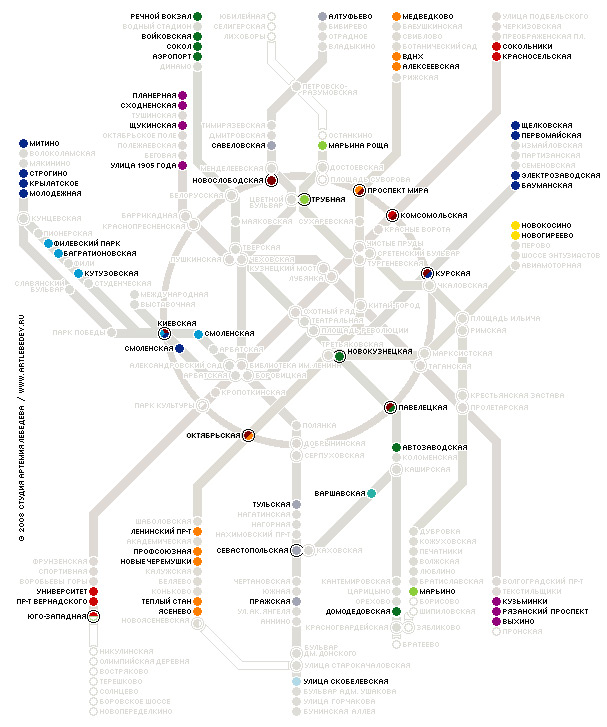 РЕЧНОЙ ВОКЗАЛ
ВОДНЫЙ СТАДИОН
ВОЙКОВСКАЯ
СОКОЛ
АЭРОПОРТ
ДИНАМО
ЮБИЛЕЙНАЯ
СЕЛИГЕРСКАЯ
ЛИХОБОРЫ
АЛТУФЬЕВО
БИБИРЕВО
ОТРАДНОЕ
ВЛАДЫКИНО
МЕДВЕДКОВО
БАБУШКИНСКАЯ
СВИБЛОВО
БОТАНИЧЕСКИЙ САД
ВДНХ
АЛЕКСЕЕВСКАЯ
РИЖСКАЯ
УЛИЦА ПОДБЕЛЬСКОГО
ЧЕРКИЗОВСКАЯ
ПРЕОБРАЖЕНСКАЯ ПЛ.
СОКОЛЬНИКИ
КРАСНОСЕЛЬСКАЯ
ПЕТРОВСКО-
РАЗУМОВСКАЯ
ПЛАНЕРНАЯ
СХОДНЕНСКАЯ
ТУШИНСКАЯ
ЩУКИНСКАЯ
ОКТЯБРЬСКОЕ ПОЛЕ
ПОЛЕЖАЕВСКАЯ
БЕГОВАЯ
УЛИЦА 1905 ГОДА
ТИМИРЯЗЕВСКАЯ
ДМИТРОВСКАЯ
САВЕЛОВСКАЯ
МЕНДЕЛЕЕВСКАЯ
НОВОСЛОБОДСКАЯ
ОСТАНКИНО
МАРЬИНА РОЩА
ДОСТОЕВСКАЯ
ПЛОЩАДЬ СУВОРОВА
ЩЕЛКОВСКАЯ
ПЕРВОМАЙСКАЯ
ИЗМАЙЛОВСКАЯ
ПАРТИЗАНСКАЯ
СЕМЕНОВСКАЯ
ЭЛЕКТРОЗАВОДСКАЯ
БАУМАНСКАЯ
МИТИНО
ВОЛОКОЛАМСКАЯ
МЯКИНИНО
СТРОГИНО
КРЫЛАТСКОЕ
МОЛОДЕЖНАЯ
КУНЦЕВСКАЯ
ПИОНЕРСКАЯ
ФИЛЕВСКИЙ ПАРК
БАГРАТИОНОВСКАЯ
ФИЛИ
КУТУЗОВСКАЯ
СТУДЕНЧЕСКАЯ
СЛАВЯНСКИЙ
БУЛЬВАР
БЕЛОРУССКАЯ
БАРРИКАДНАЯ
КРАСНОПРЕСНЕНСКАЯ
ЦВЕТНОЙ
БУЛЬВАР
ТРУБНАЯ
ПРОСПЕКТ МИРА
КОМСОМОЛЬСКАЯ
МАЯКОВСКАЯ
СУХАРЕВСКАЯ
КРАСНЫЕ ВОРОТА
НОВОКОСИНО
НОВОГИРЕЕВО
ПЕРОВО
ШОССЕ ЭНТУЗИАСТОВ
АВИАМОТОРНАЯ
ТВЕРСКАЯ
ПУШКИНСКАЯ
ЧЕХОВСКАЯ
КУЗНЕЦКИЙ МОСТ
ЛУБЯНКА
ЧИСТЫЕ ПРУДЫ
СРЕТЕНСКИЙ БУЛЬВАР
ТУРГЕНЕВСКАЯ
КУРСКАЯ
ЧКАЛОВСКАЯ
МЕЖДУНАРОДНАЯ
ВЫСТАВОЧНАЯ
КИЕВСКАЯ
ПАРК ПОБЕДЫ
СМОЛЕНСКАЯ
СМОЛЕНСКАЯ
ОХОТНЫЙ РЯД
ТЕАТРАЛЬНАЯ
ПЛОЩАДЬ РЕВОЛЮЦИИ
КИТАЙ-ГОРОД
ТРЕТЬЯКОВСКАЯ
НОВОКУЗНЕЦКАЯ
ПЛОЩАДЬ ИЛЬИЧА
РИМСКАЯ
МАРКСИСТСКАЯ
ТАГАНСКАЯ
АРБАТСКАЯ
АЛЕКСАНДРОВСКИЙ САД
БИБЛИОТЕКА ИМ. ЛЕНИНА
АРБАТСКАЯ
БОРОВИЦКАЯ
КРОПОТКИНСКАЯ
ПАРК КУЛЬТУРЫ
КРЕСТЬЯНСКАЯ ЗАСТАВА
ПРОЛЕТАРСКАЯ
ПАВЕЛЕЦКАЯ
ОКТЯБРЬСКАЯ
ПОЛЯНКА
ДОБРЫНИНСКАЯ
СЕРПУХОВСКАЯ
АВТОЗАВОДСКАЯ
КОЛОМЕНСКАЯ
КАШИРСКАЯ
ВАРШАВСКАЯ
ТУЛЬСКАЯ
НАГАТИНСКАЯ
НАГОРНАЯ
НАХИМОВСКИЙ ПР-Т
СЕВАСТОПОЛЬСКАЯ
КАХОВСКАЯ
ШАБОЛОВСКАЯ
ЛЕНИНСКИЙ ПР-Т
АКАДЕМИЧЕСКАЯ
ПРОФСОЮЗНАЯ
НОВЫЕ ЧЕРЕМУШКИ
КАЛУЖСКАЯ
БЕЛЯЕВО
КОНЬКОВО
ТЕПЛЫЙ СТАН
ЯСЕНЕВО
НОВОЯСЕНЕВСКАЯ
ФРУНЗЕНСКАЯ
СПОРТИВНАЯ
ВОРОБЬЕВЫ ГОРЫ
УНИВЕРСИТЕТ
ПР-Т ВЕРНАДСКОГО
ЮГО-ЗАПАДНАЯ
НИКУЛИНСКАЯ
ОЛИМПИЙСКАЯ ДЕРЕВНЯ
ВОСТРЯКОВО
ТЕРЕШКОВО
СОЛНЦЕВО
БОРОВСКОЕ ШОССЕ
НОВОПЕРЕДЕЛКИНО
ЧЕРТАНОВСКАЯ
ЮЖНАЯ
ПРАЖСКАЯ
УЛ. АК. ЯНГЕЛЯ
АННИНО
БУЛЬВАР
ДМ. ДОНСКОГО
УЛИЦА СТАРОКАЧАЛОВСКАЯ
УЛИЦА СКОБЕЛЕВСКАЯ
БУЛЬВАР АДМ. УШАКОВА
УЛИЦА ГОРЧАКОВА
БУНИНСКАЯ АЛЛЕЯ
КАНТЕМИРОВСКАЯ
ЦАРИЦЫНО
ОРЕХОВО
ДОМОДЕДОВСКАЯ
КРАСНОГВАРДЕЙСКАЯ
ДУБРОВКА
КОЖУХОВСКАЯ
ПЕЧАТНИКИ
ВОЛЖСКАЯ
ЛЮБЛИНО
БРАТИСЛАВСКАЯ
МАРЬИНО
БОРИСОВО
ШИПИЛОВСКАЯ
ЗЯБЛИКОВО
БРАТЕЕВО
ВОЛГОГРАДСКИЙ ПР-Т
ТЕКСТИЛЬЩИКИ
КУЗЬМИНКИ
РЯЗАНСКИЙ ПРОСПЕКТ
ВЫХИНО
ПРОНСКАЯ
© 2008 СТУДИЯ АРТЕМИЯ ЛЕБЕДЕВА / WWW.ARTLEBEDEV.RU